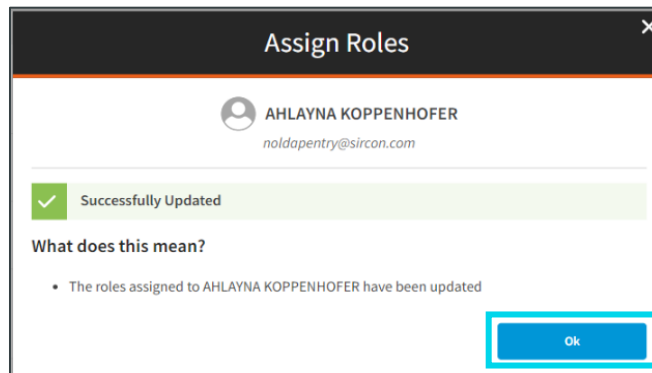 Assign Roles
AHLAYNA KOPPENHOFER
noldapentry@sircon.com
Successfully Updated
What does this mean?
• The roles assigned to AHLAYNA KOPPENHOFER have been updated
Ok